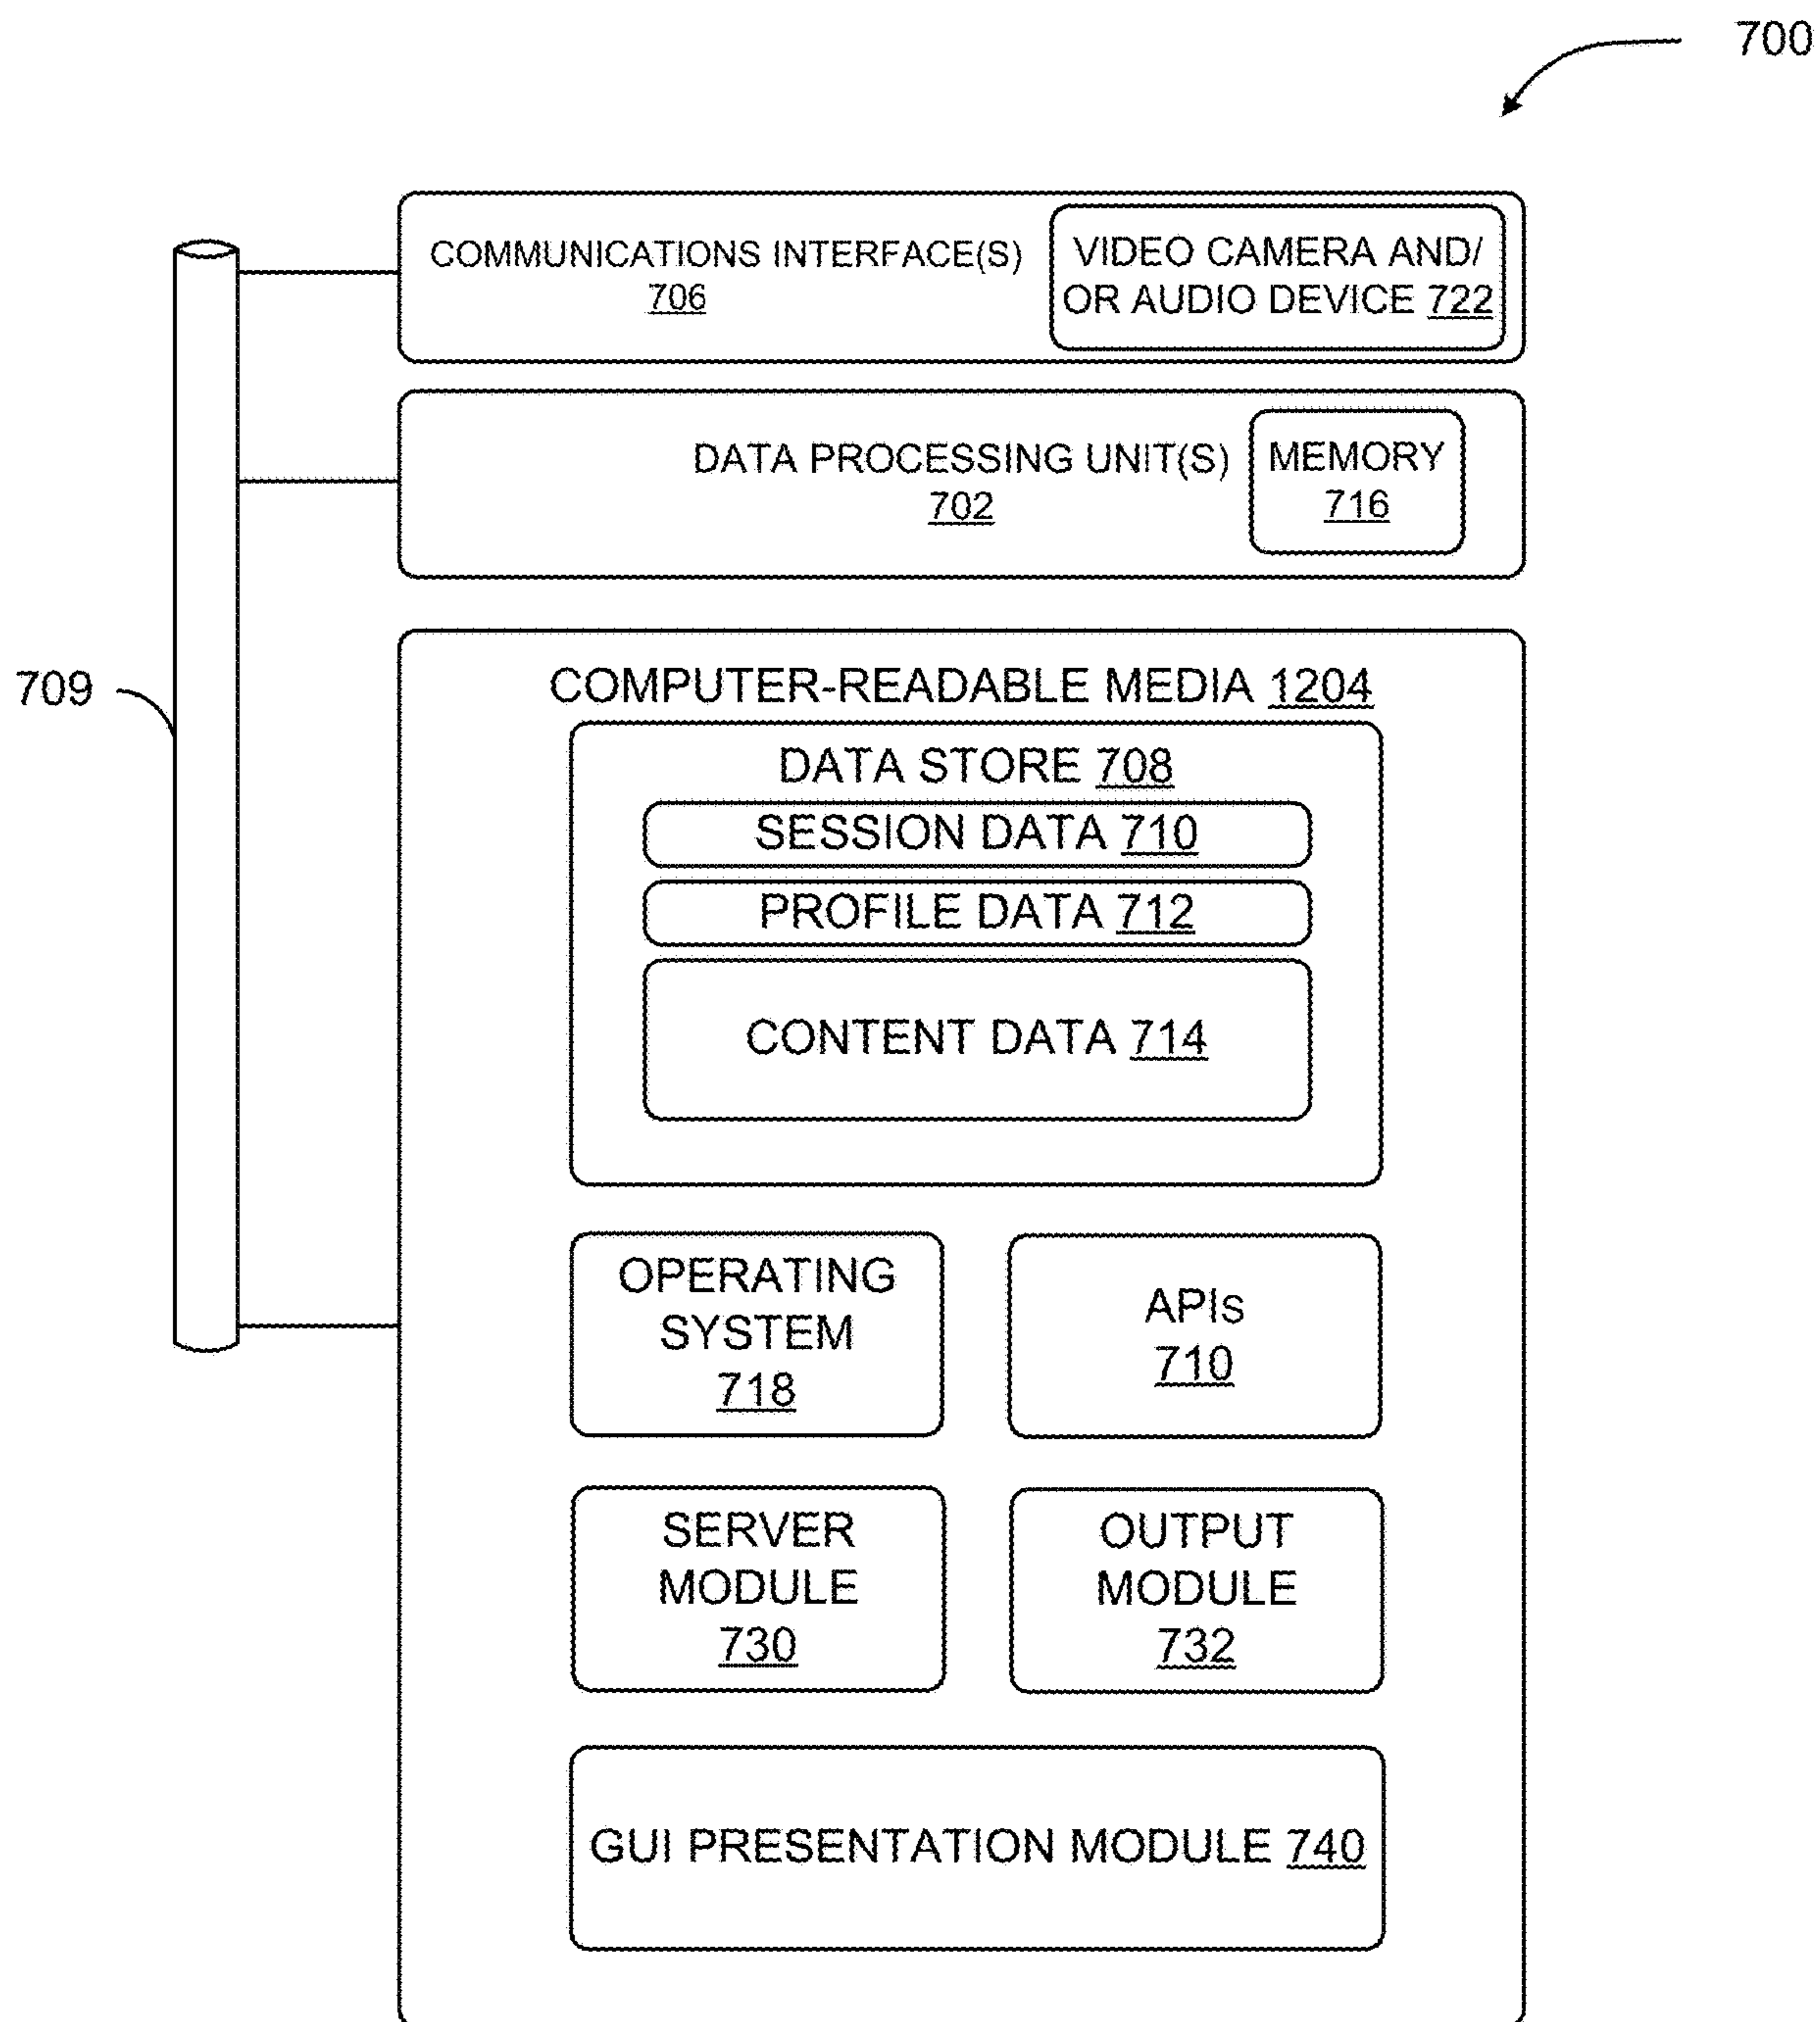 700
COMMUNICATIONS INTERFACE(S)
706
VIDEO CAMERA AND/
OR AUDIO DEVICE 722
DATA PROCESSING UNIT(S)
702
MEMORY
716
709
COMPUTER-READABLE MEDIA 1204
DATA STORE 708
SESSION DATA 710
PROFILE DATA 712
CONTENT DATA 714
OPERATING
SYSTEM
718
APIS
710
SERVER
MODULE
730
OUTPUT
MODULE
732
GUI PRESENTATION MODULE 740